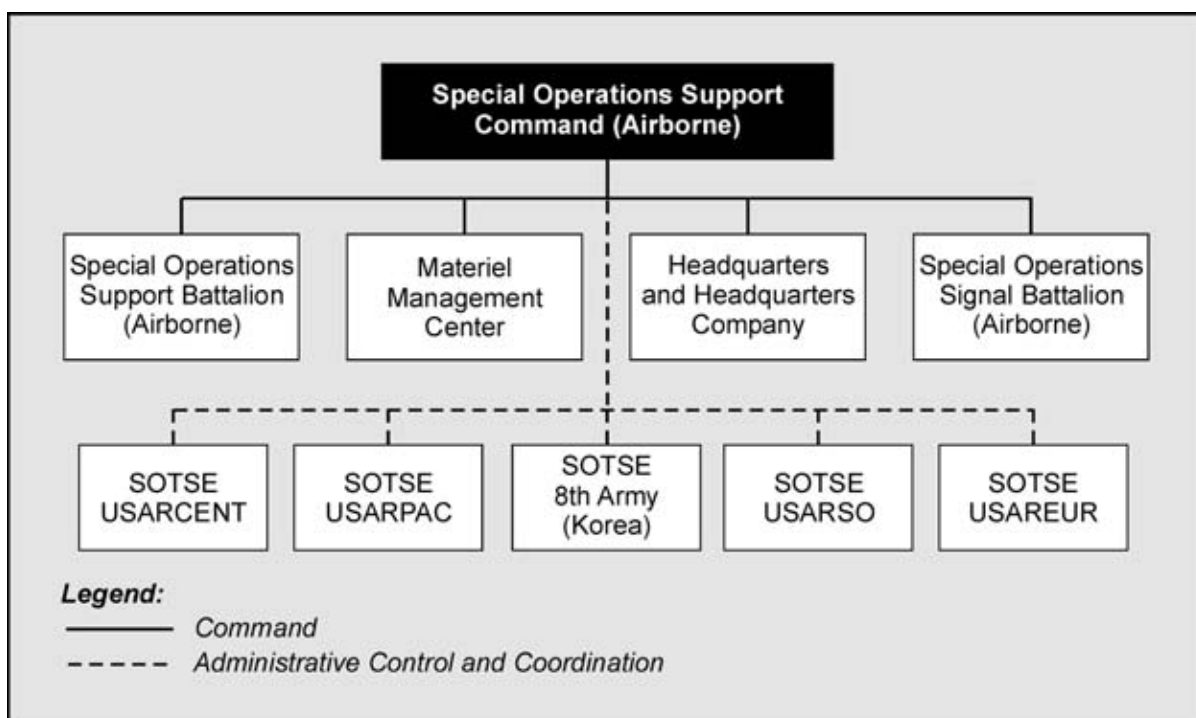 Special Operations Support
Command (Airborne)
Special Operations
Support Battalion
(Airborne)
Materiel
Management
Center
Headquarters
and Headquarters
Company
Special Operations
Signal Battalion
(Airborne)
SOTSE
USARCENT
SOTSE
USARPAC
SOTSE
8th Army
(Korea)
SOTSE
USARSO
SOTSE
USAREUR
Legend:
Command
Administrative Control and Coordination